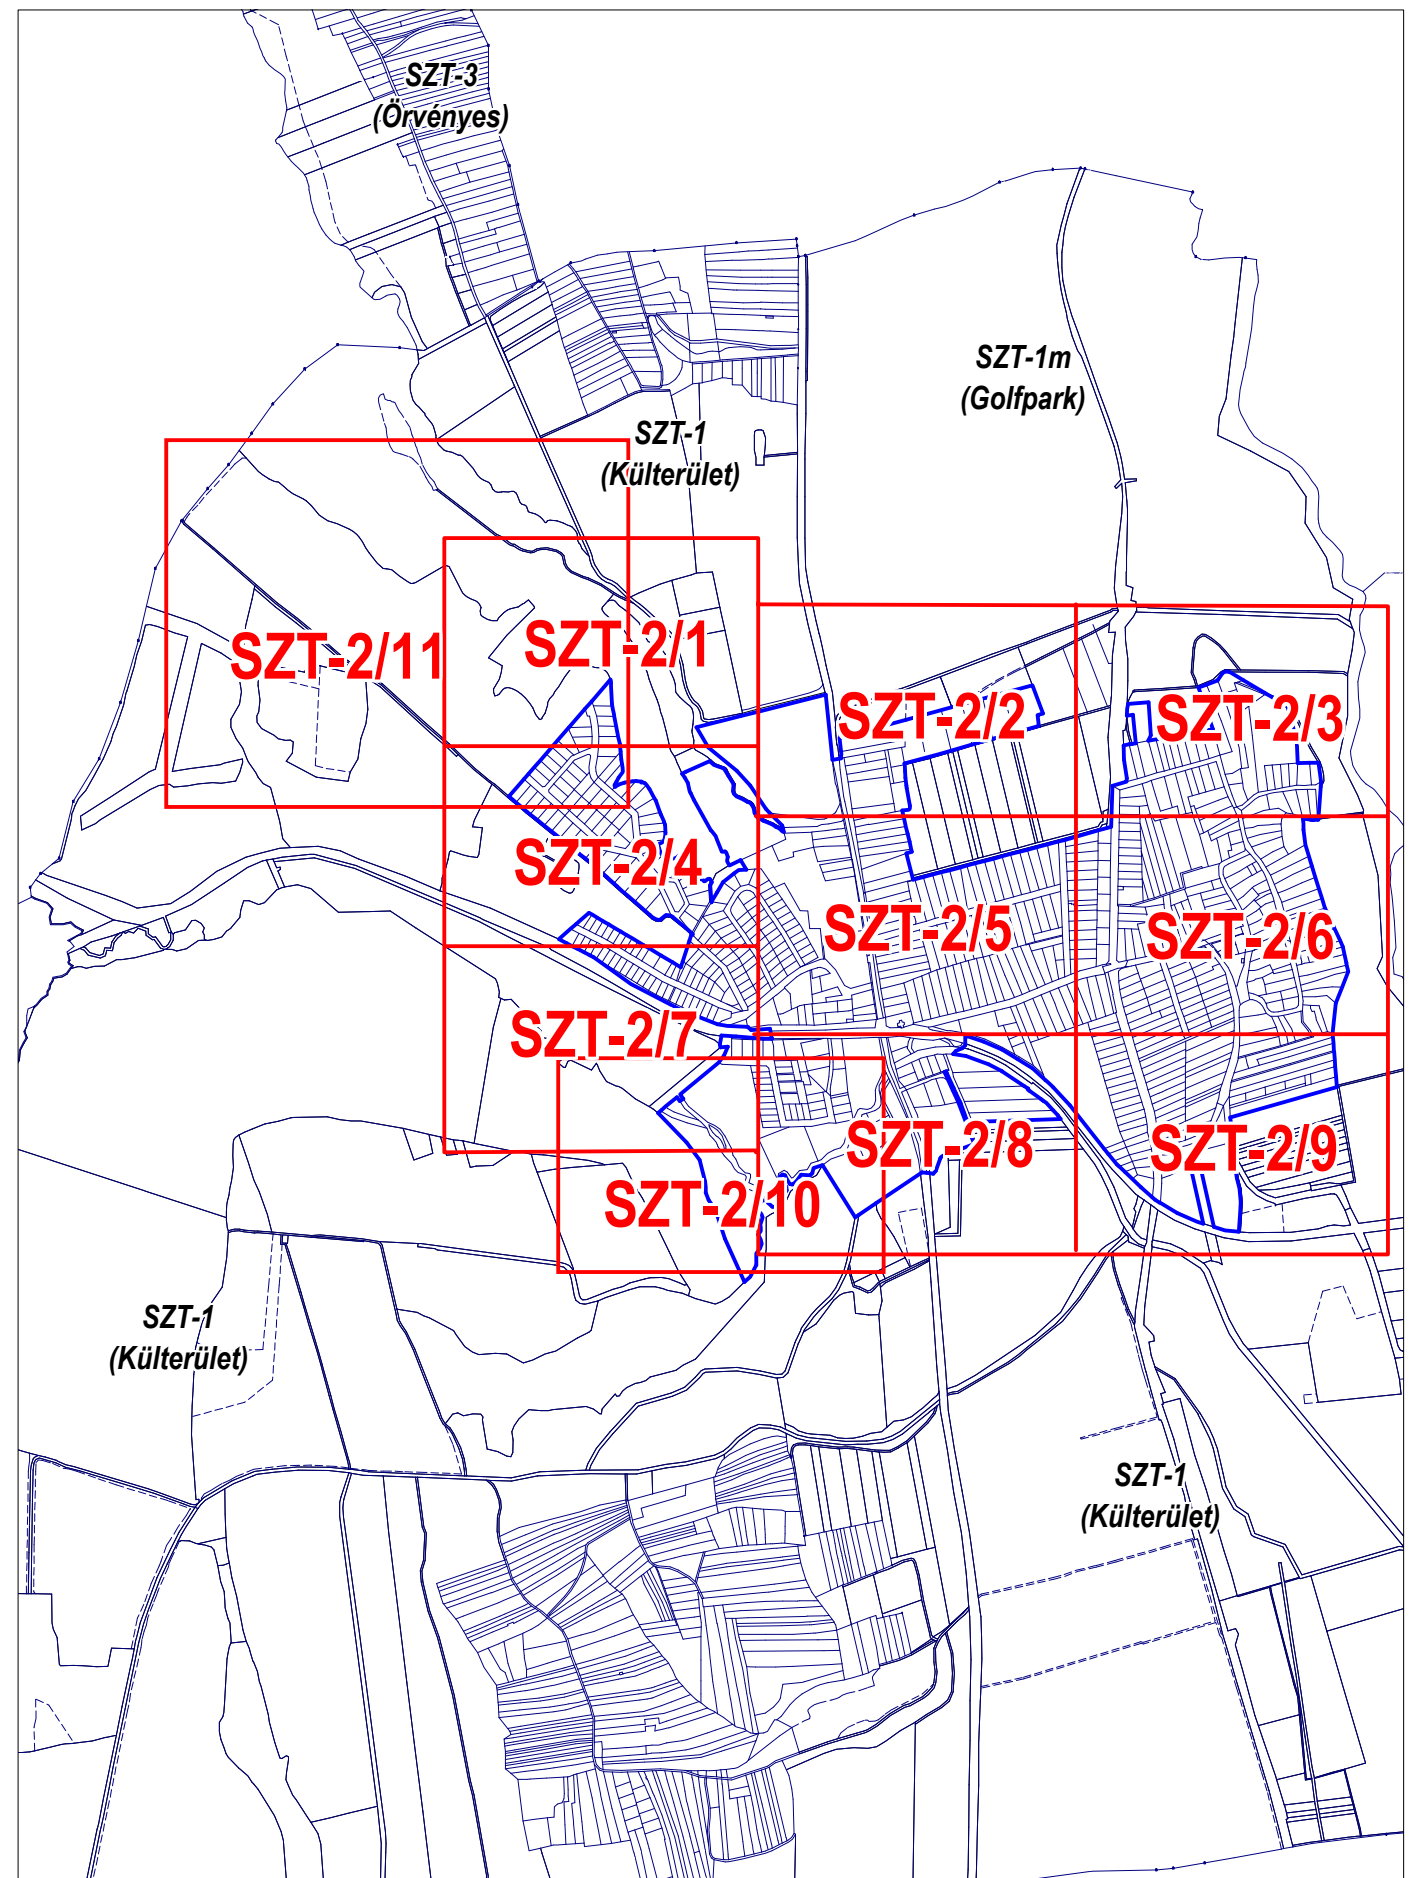 SZT-3
(Örvényes)
SZT-1m
(Golfpark)
SZT-1
(Külterület)
SZT-2/11
SZT-2/1
SZT-2/2
SZT-2/3
SZT-2/4
SZT-2/5
SZT-2/6
SZT-2/7
SZT-2/8
SZT-2/9
SZT-2/10
SZT-1
(Külterület)
SZT-1
(Külterület)